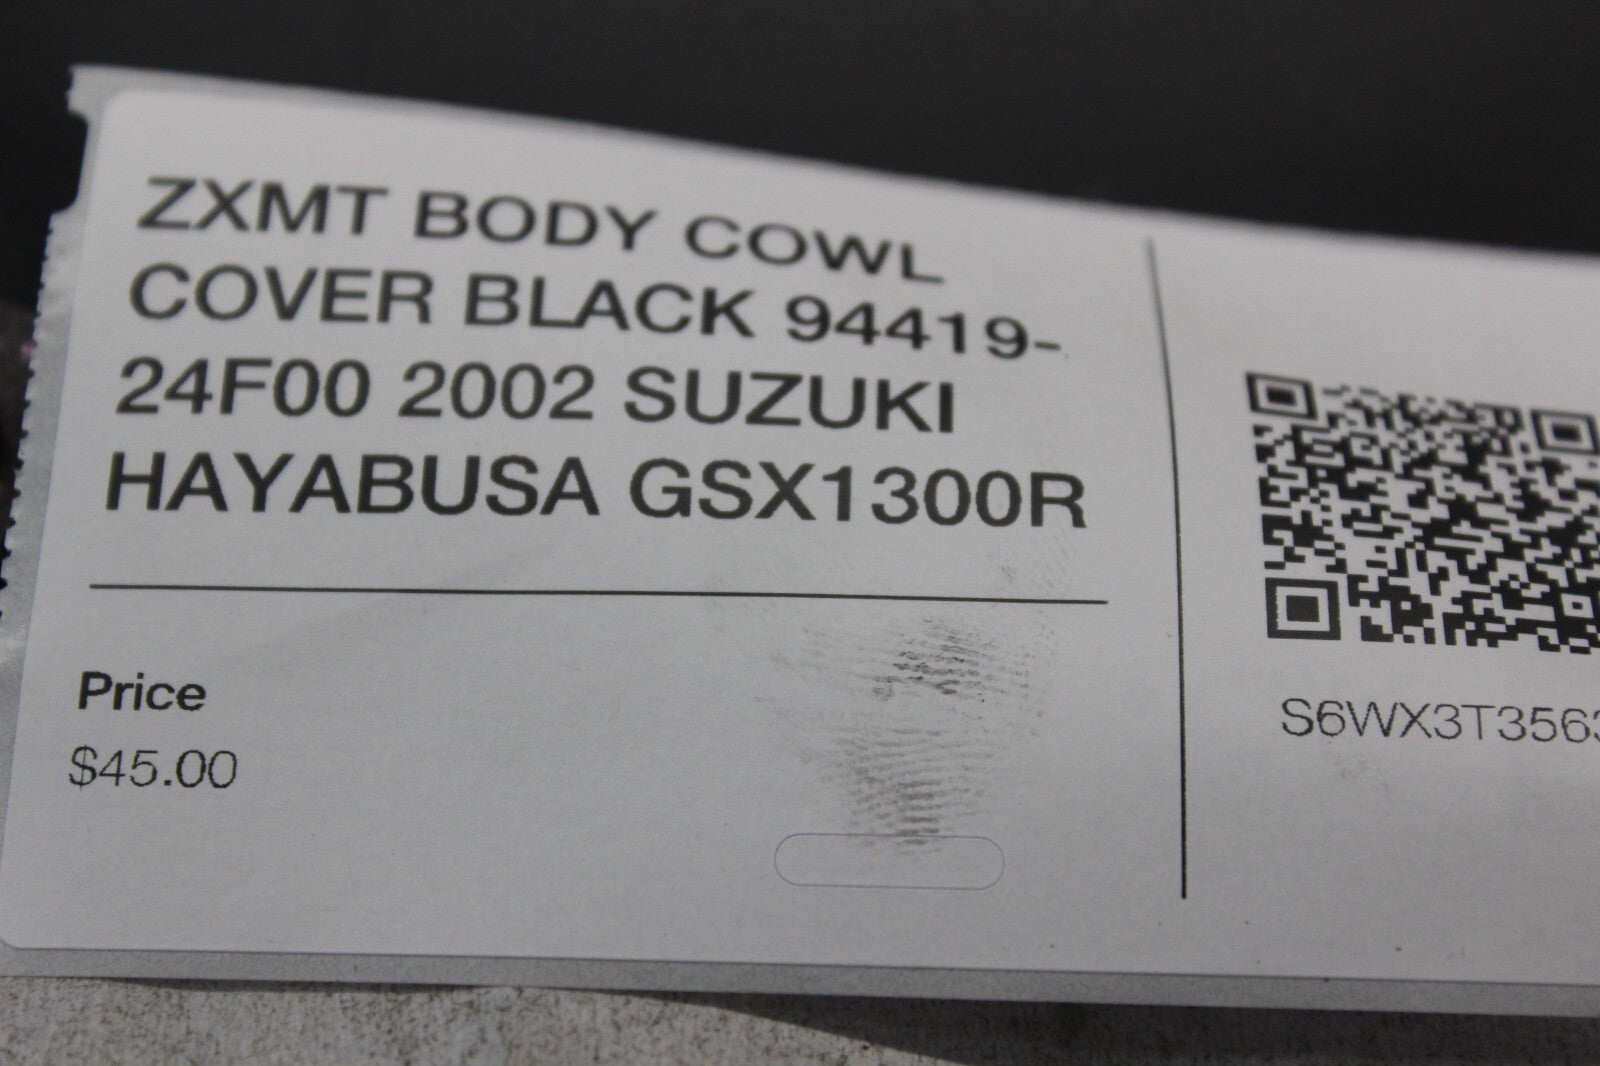 ZXMT BODY COWL
COVER BLACK 94419-
24F00 2002 SUZUKI
HAYABUSA GSX1300R
Price
$45.00